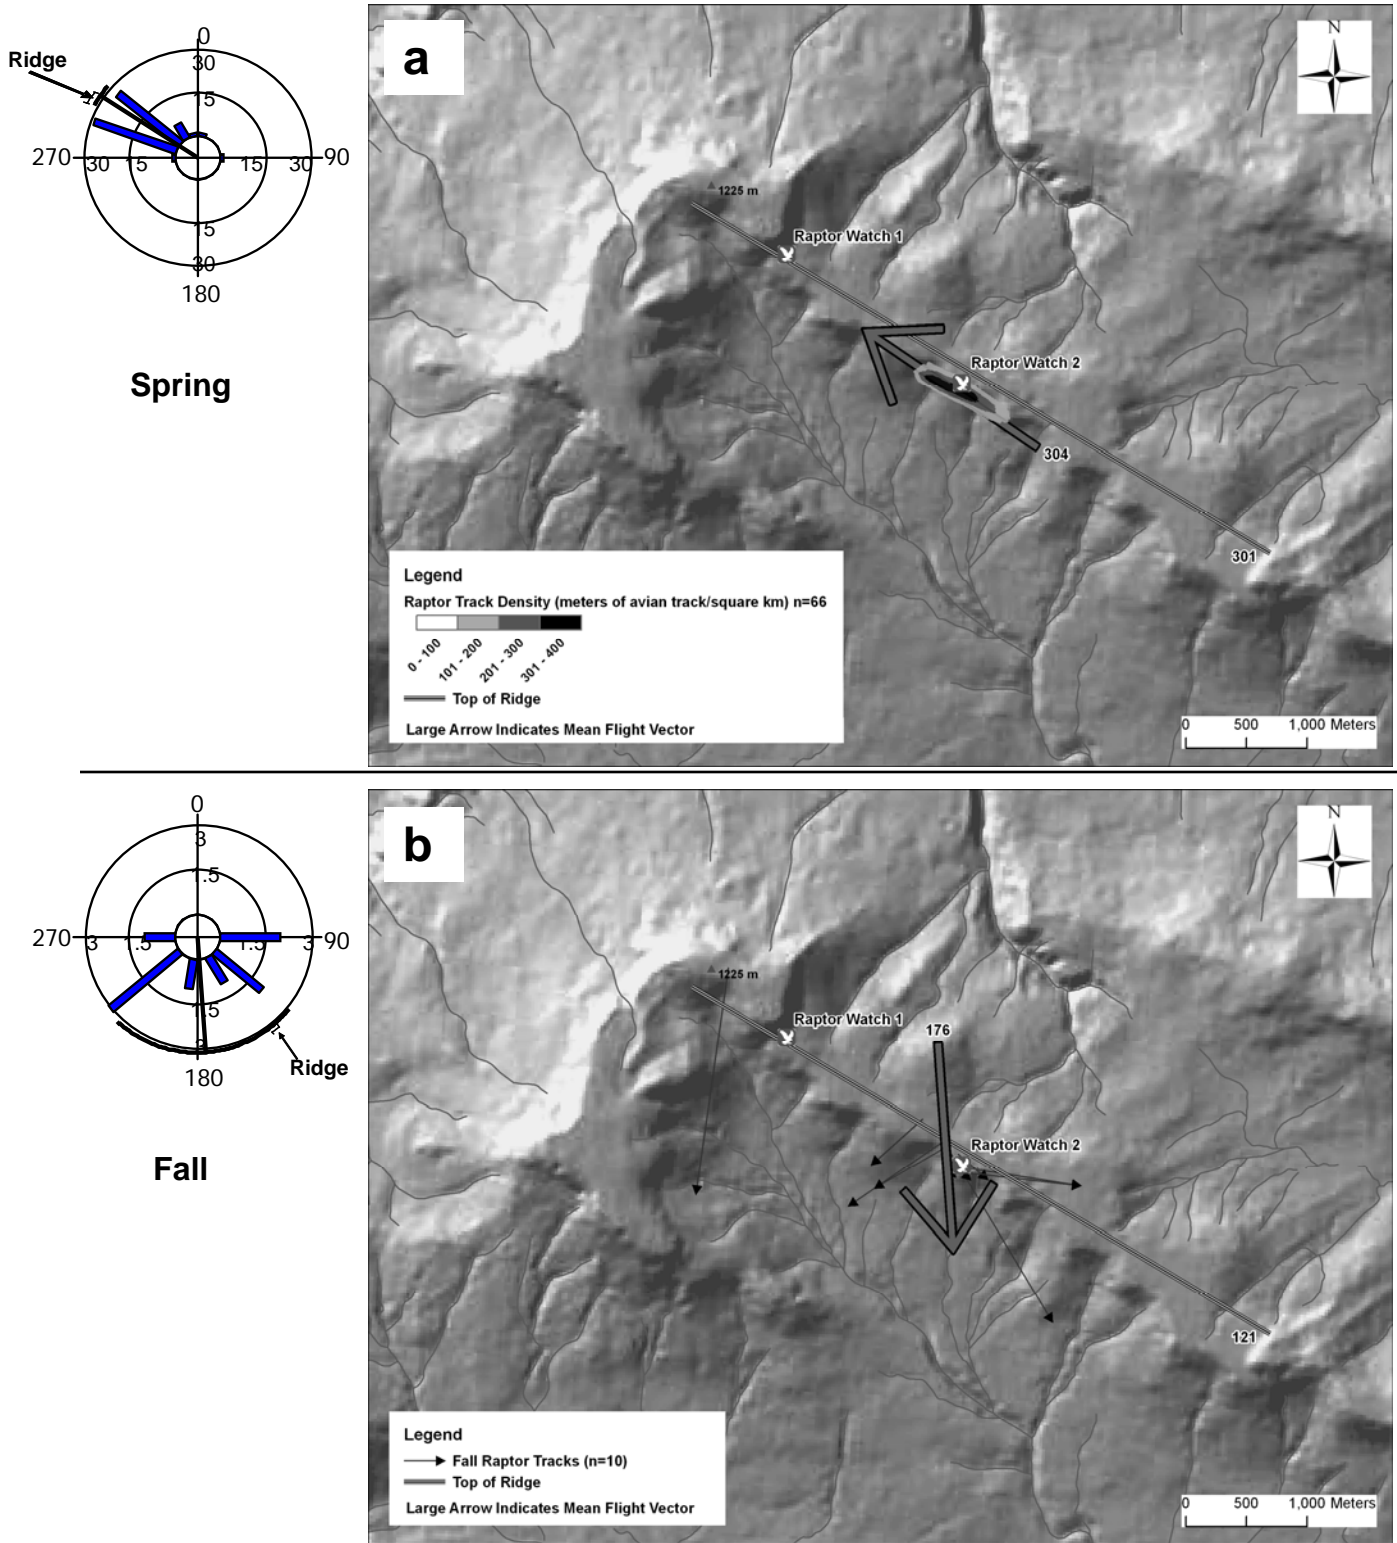 0
30
Ridge
15
270
30
15
15
30
90
15
30
180
Spring
a
N
1225 m
Raptor Watch 1
Raptor Watch 2
304
301
Legend
Raptor Track Density (meters of avian track/square km) n=66
0 - 100
101 - 200
201 - 300
301 - 400
Top of Ridge
Large Arrow Indicates Mean Flight Vector
0 500 1,000 Meters
0
3
1.5
270
3
1.5
1.5
3
90
1.5
3
180
Ridge
Fall
b
N
1225 m
Raptor Watch 1
176
Raptor Watch 2
121
Legend
Fall Raptor Tracks (n=10)
Top of Ridge
Large Arrow Indicates Mean Flight Vector
0 500 1,000 Meters